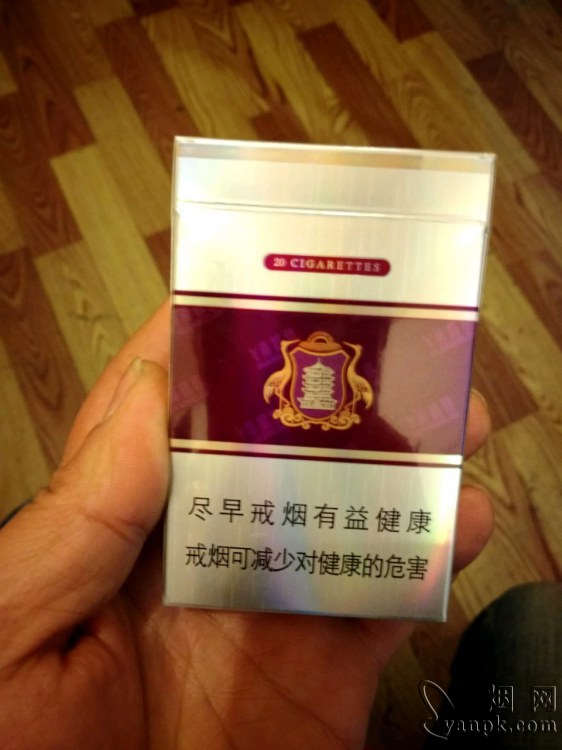 20 CIGARETTES
尽早戒烟有益健康
戒烟可减少对健康的危害
烟网
yanpk.com